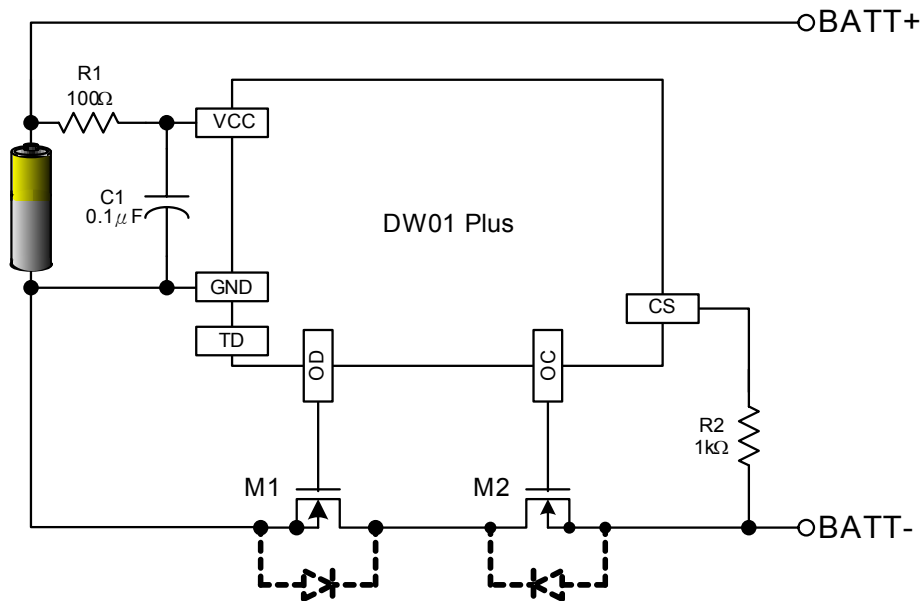 BATT+
R1
100Ω
VCC
C1
0.1μF
DW01 Plus
GND
CS
TD
OD
OC
R2
1kΩ
M1
M2
BATT-